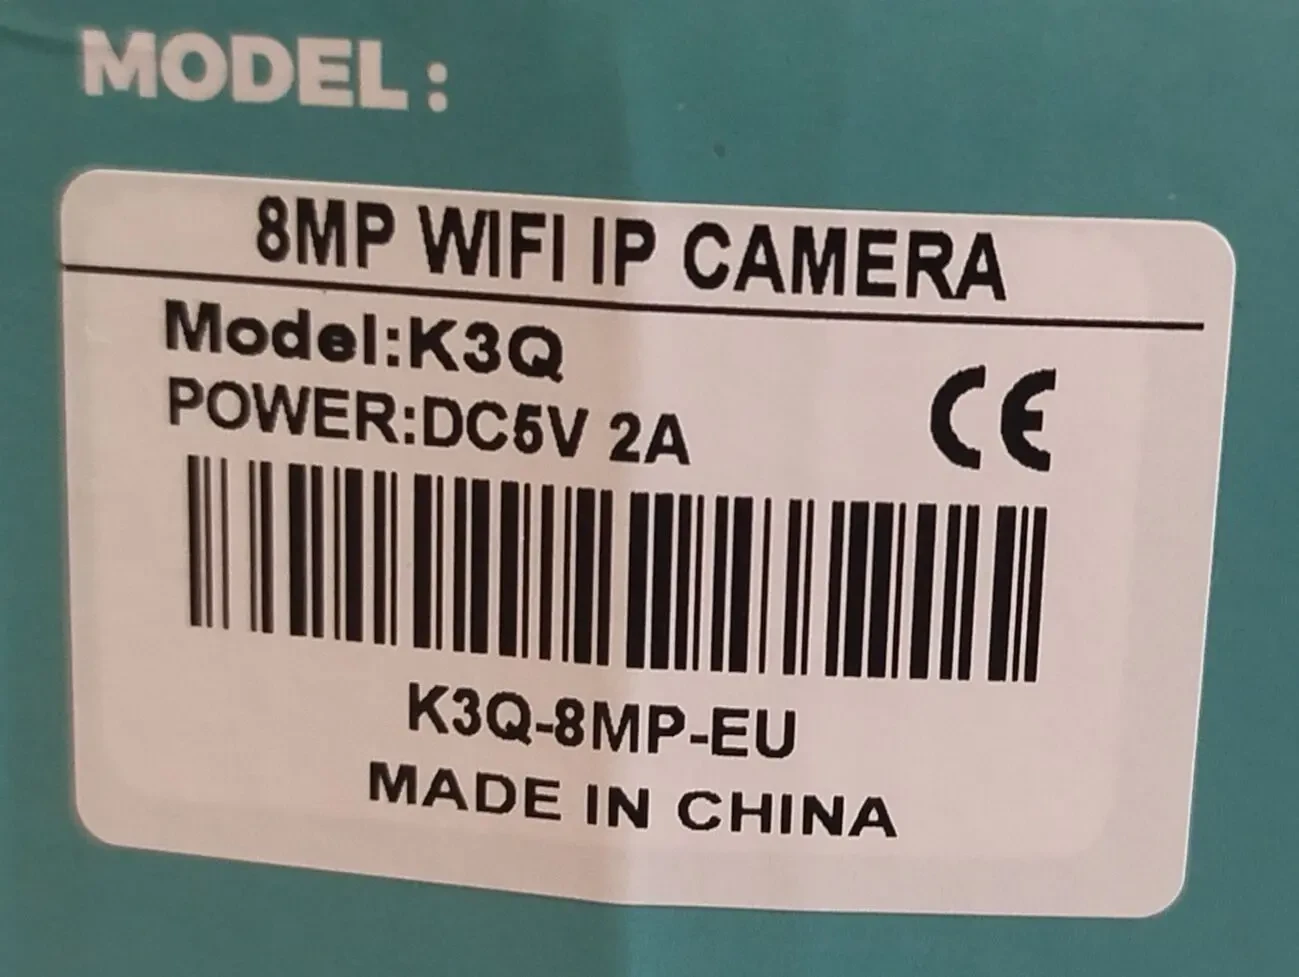 MODEL:
8MP WIFI IP CAMERA
Model:K3Q
POWER:DC5V 2A
CE
K3Q-8MP-EU
MADE IN CHINA